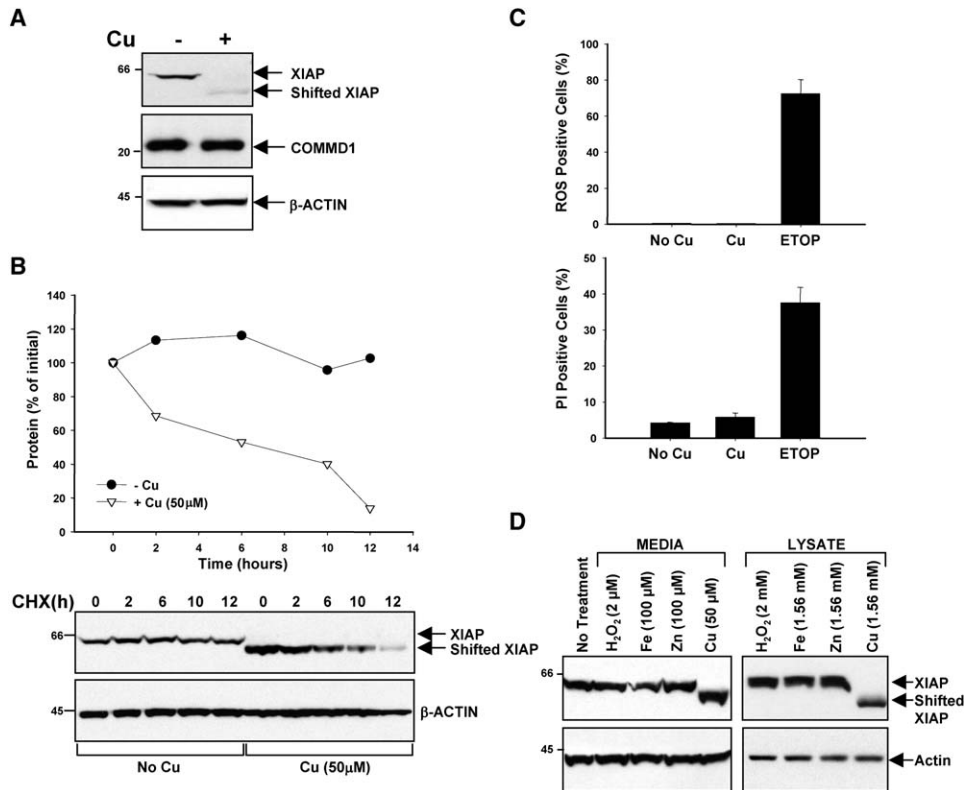 A
Cu - +
66
XIAP
Shifted XIAP
20
COMMD1
45
β-ACTIN
B
Protein (% of initial)
140
120
100
80
60
40
20
0
- Cu
+ Cu (50μM)
0 2 4 6 8 10 12 14
Time (hours)
CHX(h) 0 2 6 10 12 0 2 6 10 12
66
XIAP
Shifted XIAP
45
β-ACTIN
No Cu Cu (50μM)
C
ROS Positive Cells (%)
100
80
60
40
20
0
No Cu Cu ETOP
PI Positive Cells (%)
50
40
30
20
10
0
No Cu Cu ETOP
D
MEDIA LYSATE
No Treatment
H₂O₂ (2 μM)
Fe (100 μM)
Zn (100 μM)
Cu (50 μM)
H₂O₂ (2 mM)
Fe (1.56 mM)
Zn (1.56 mM)
Cu (1.56 mM)
66
XIAP
Shifted
XIAP
45
Actin